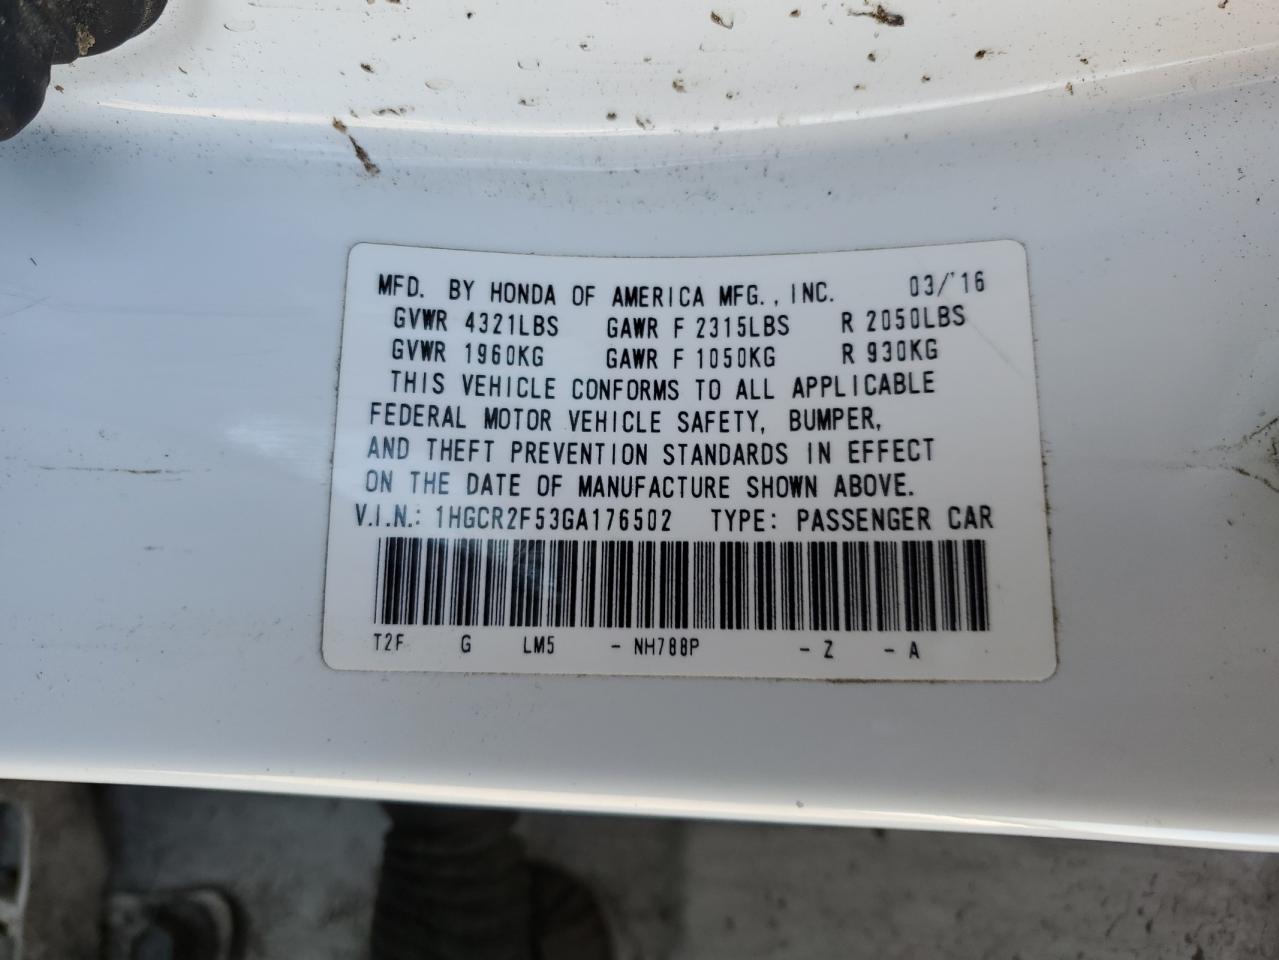 MFD. BY HONDA OF AMERICA MFG., INC. 03/'16
GVWR 4321LBS GAWR F 2315LBS R 2050LBS
GVWR 1960KG GAWR F 1050KG R 930KG
THIS VEHICLE CONFORMS TO ALL APPLICABLE
FEDERAL MOTOR VEHICLE SAFETY, BUMPER,
AND THEFT PREVENTION STANDARDS IN EFFECT
ON THE DATE OF MANUFACTURE SHOWN ABOVE.
V.I.N.: 1HGCR2F53GA176502 TYPE: PASSENGER CAR
T2F G LM5 - NH788P - Z - A